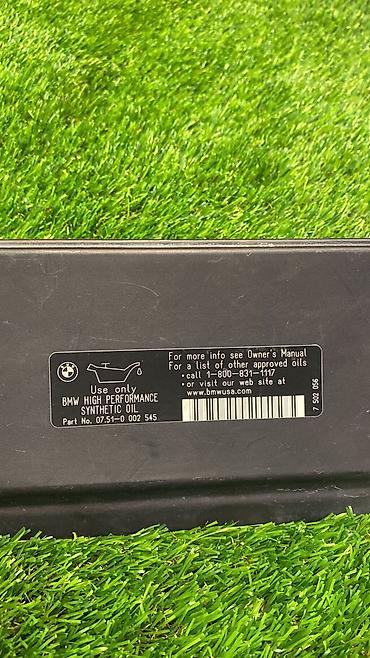 Use only
BMW HIGH PERFORMANCE
SYNTHETIC OIL
Part No. 07.51-0 002 545
For more info see Owner's Manual
For a list of other approved oils
• call 1-800-831-1117
• or visit our web site at
www.bmwusa.com
7 502 056